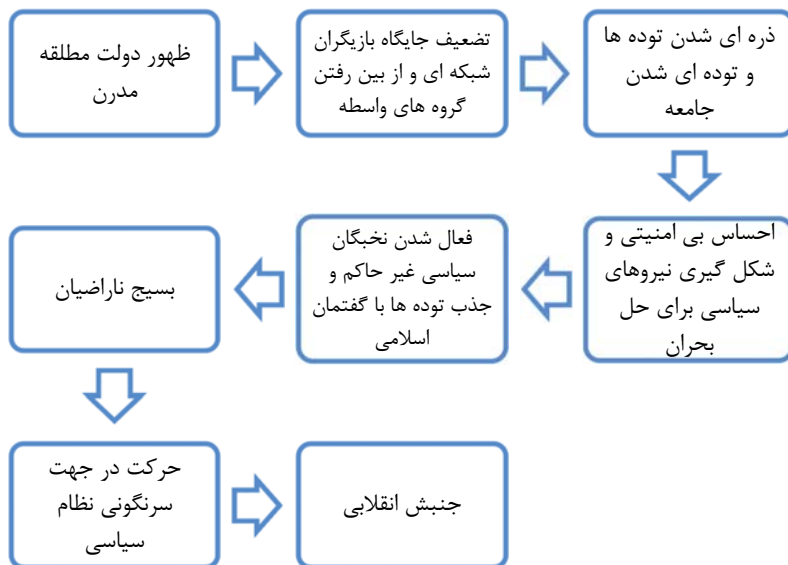 ظهور دولت مطلقه
مدرن
تضعیف جایگاه بازیگران
شبکه ای و از بین رفتن
گروه های واسطه
ذره ای شدن توده ها
و توده ای شدن
جامعه
احساس بی امنیتی و
شکل گیری نیروهای
سیاسی برای حل
بحران
فعال شدن نخبگان
سیاسی غیر حاکم و
جذب توده ها با گفتمان
اسلامی
بسیج ناراضیان
حرکت در جهت
سرنگونی نظام
سیاسی
جنبش انقلابی